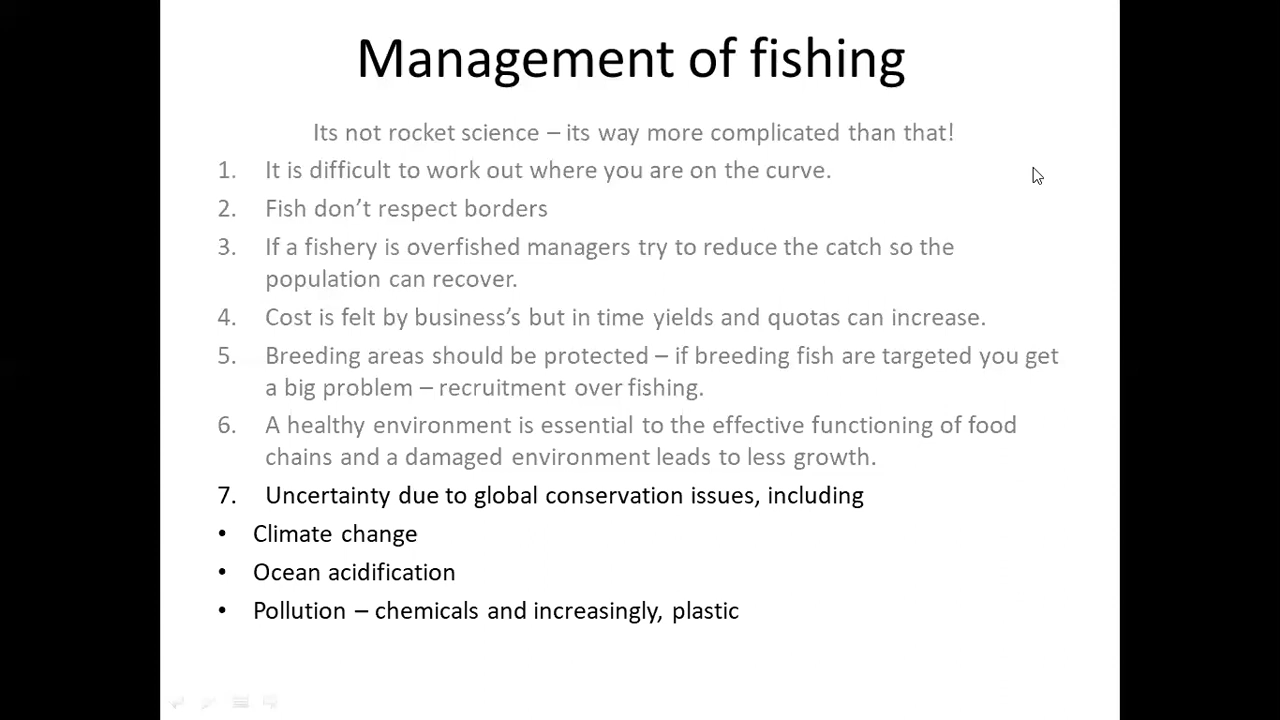 Management of fishing
Its not rocket science – its way more complicated than that!
1. It is difficult to work out where you are on the curve.
2. Fish don’t respect borders
3. If a fishery is overfished managers try to reduce the catch so the
population can recover.
4. Cost is felt by business’s but in time yields and quotas can increase.
5. Breeding areas should be protected – if breeding fish are targeted you get
a big problem – recruitment over fishing.
6. A healthy environment is essential to the effective functioning of food
chains and a damaged environment leads to less growth.
7. Uncertainty due to global conservation issues, including
• Climate change
• Ocean acidification
• Pollution – chemicals and increasingly, plastic